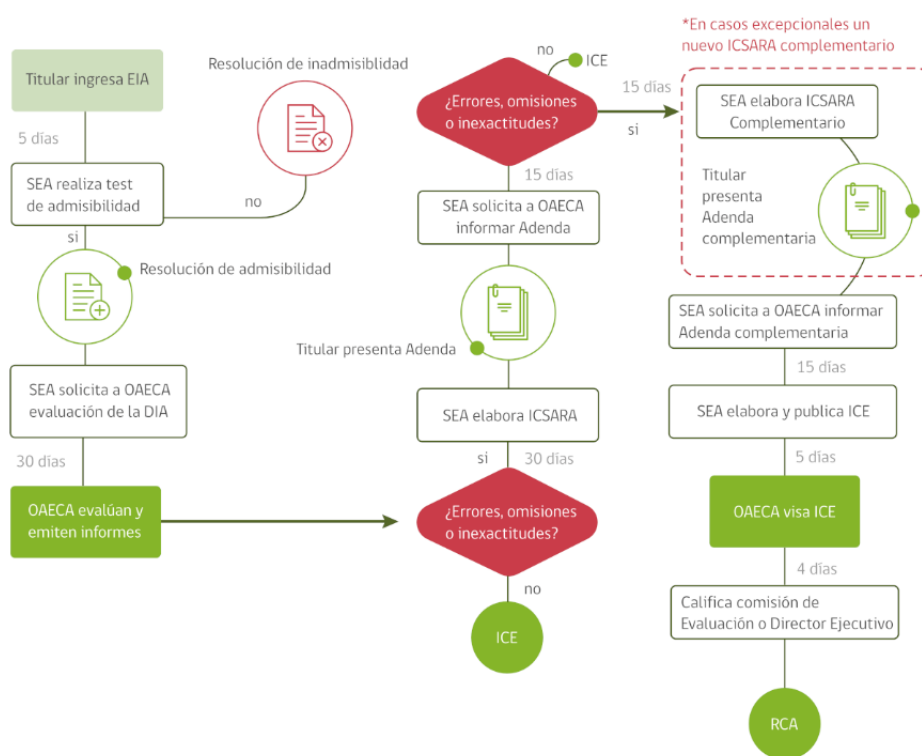 Titular ingresa EIA
5 días
SEA realiza test
de admisibilidad
no
Resolución de inadmisiblidad
si
Resolución de admisibilidad
SEA solicita a OAECA
evaluación de la DIA
30 días
OAECA evalúan y
emiten informes
¿Errores, omisiones
o inexactitudes?
no
ICE
si
30 días
SEA elabora ICSARA
Titular presenta Adenda
SEA solicita a OAECA
informar Adenda
15 días
¿Errores, omisiones
o inexactitudes?
no
ICE
15 días
si
*En casos excepcionales un
nuevo ICSARA complementario
SEA elabora ICSARA
Complementario
Titular
presenta
Adenda
complementaria
SEA solicita a OAECA informar
Adenda complementaria
15 días
SEA elabora y publica ICE
5 días
OAECA visa ICE
4 días
Califica comisión de
Evaluación o Director Ejecutivo
RCA